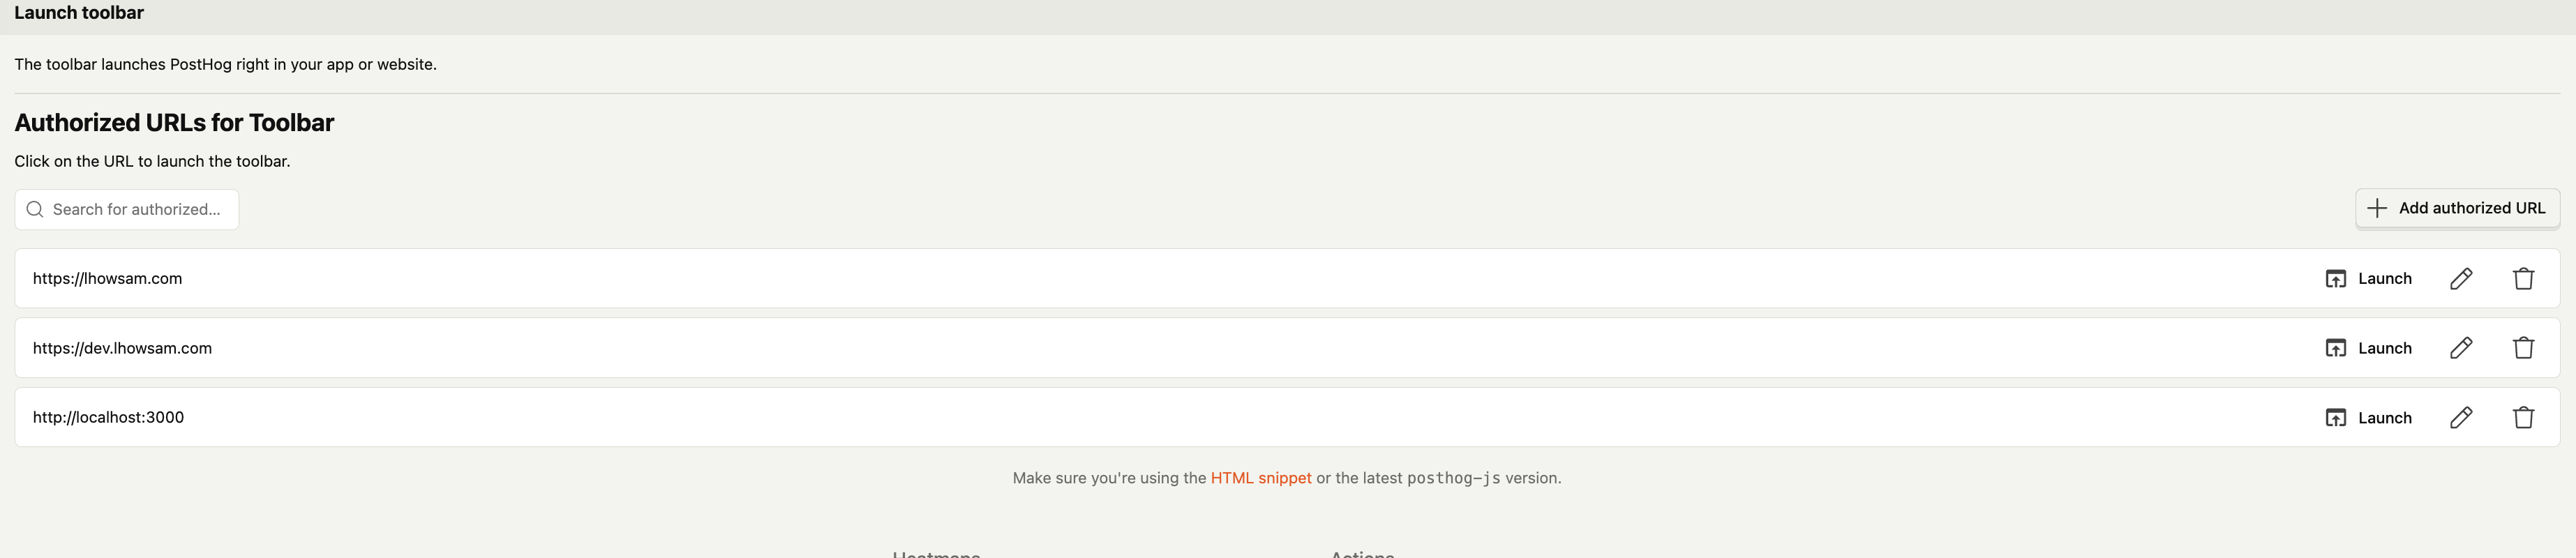 Launch toolbar
The toolbar launches PostHog right in your app or website.
Authorized URLs for Toolbar
Click on the URL to launch the toolbar.
Search for authorized...
Add authorized URL
https://lhowsam.com
Launch
https://dev.lhowsam.com
Launch
http://localhost:3000
Launch
Make sure you're using the HTML snippet or the latest posthog-js version.
Heatmaps Actions